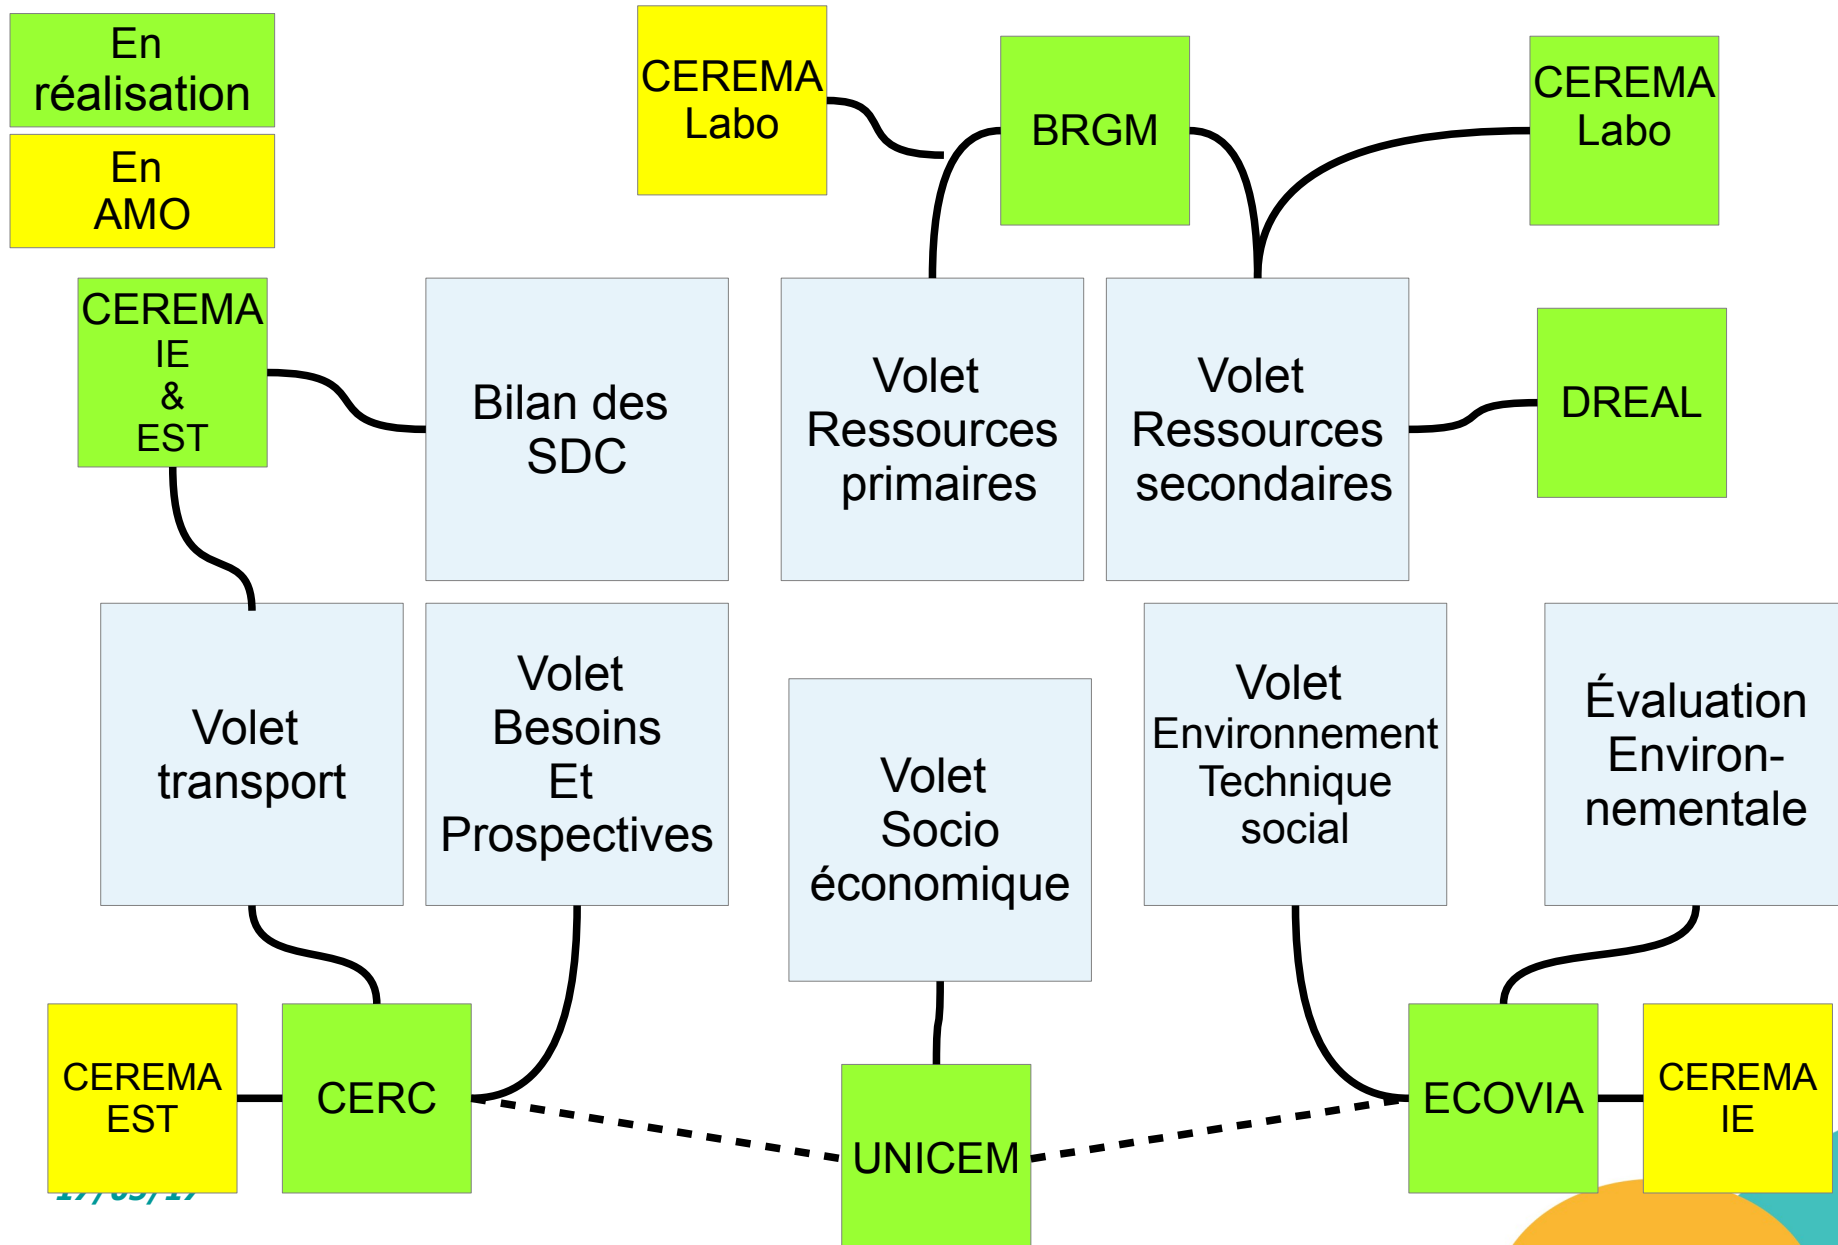 En
réalisation
En
AMO
CEREMA
Labo
BRGM
CEREMA
Labo
CEREMA
IE
&
EST
Bilan des
SDC
Volet
Ressources
primaires
Volet
Ressources
secondaires
DREAL
Volet
transport
Volet
Besoins
Et
Prospectives
Volet
Socio
économique
Volet
Environnement
Technique
social
Évaluation
Environ-
nementale
CEREMA
EST
CERC
UNICEM
ECOVIA
CEREMA
IE